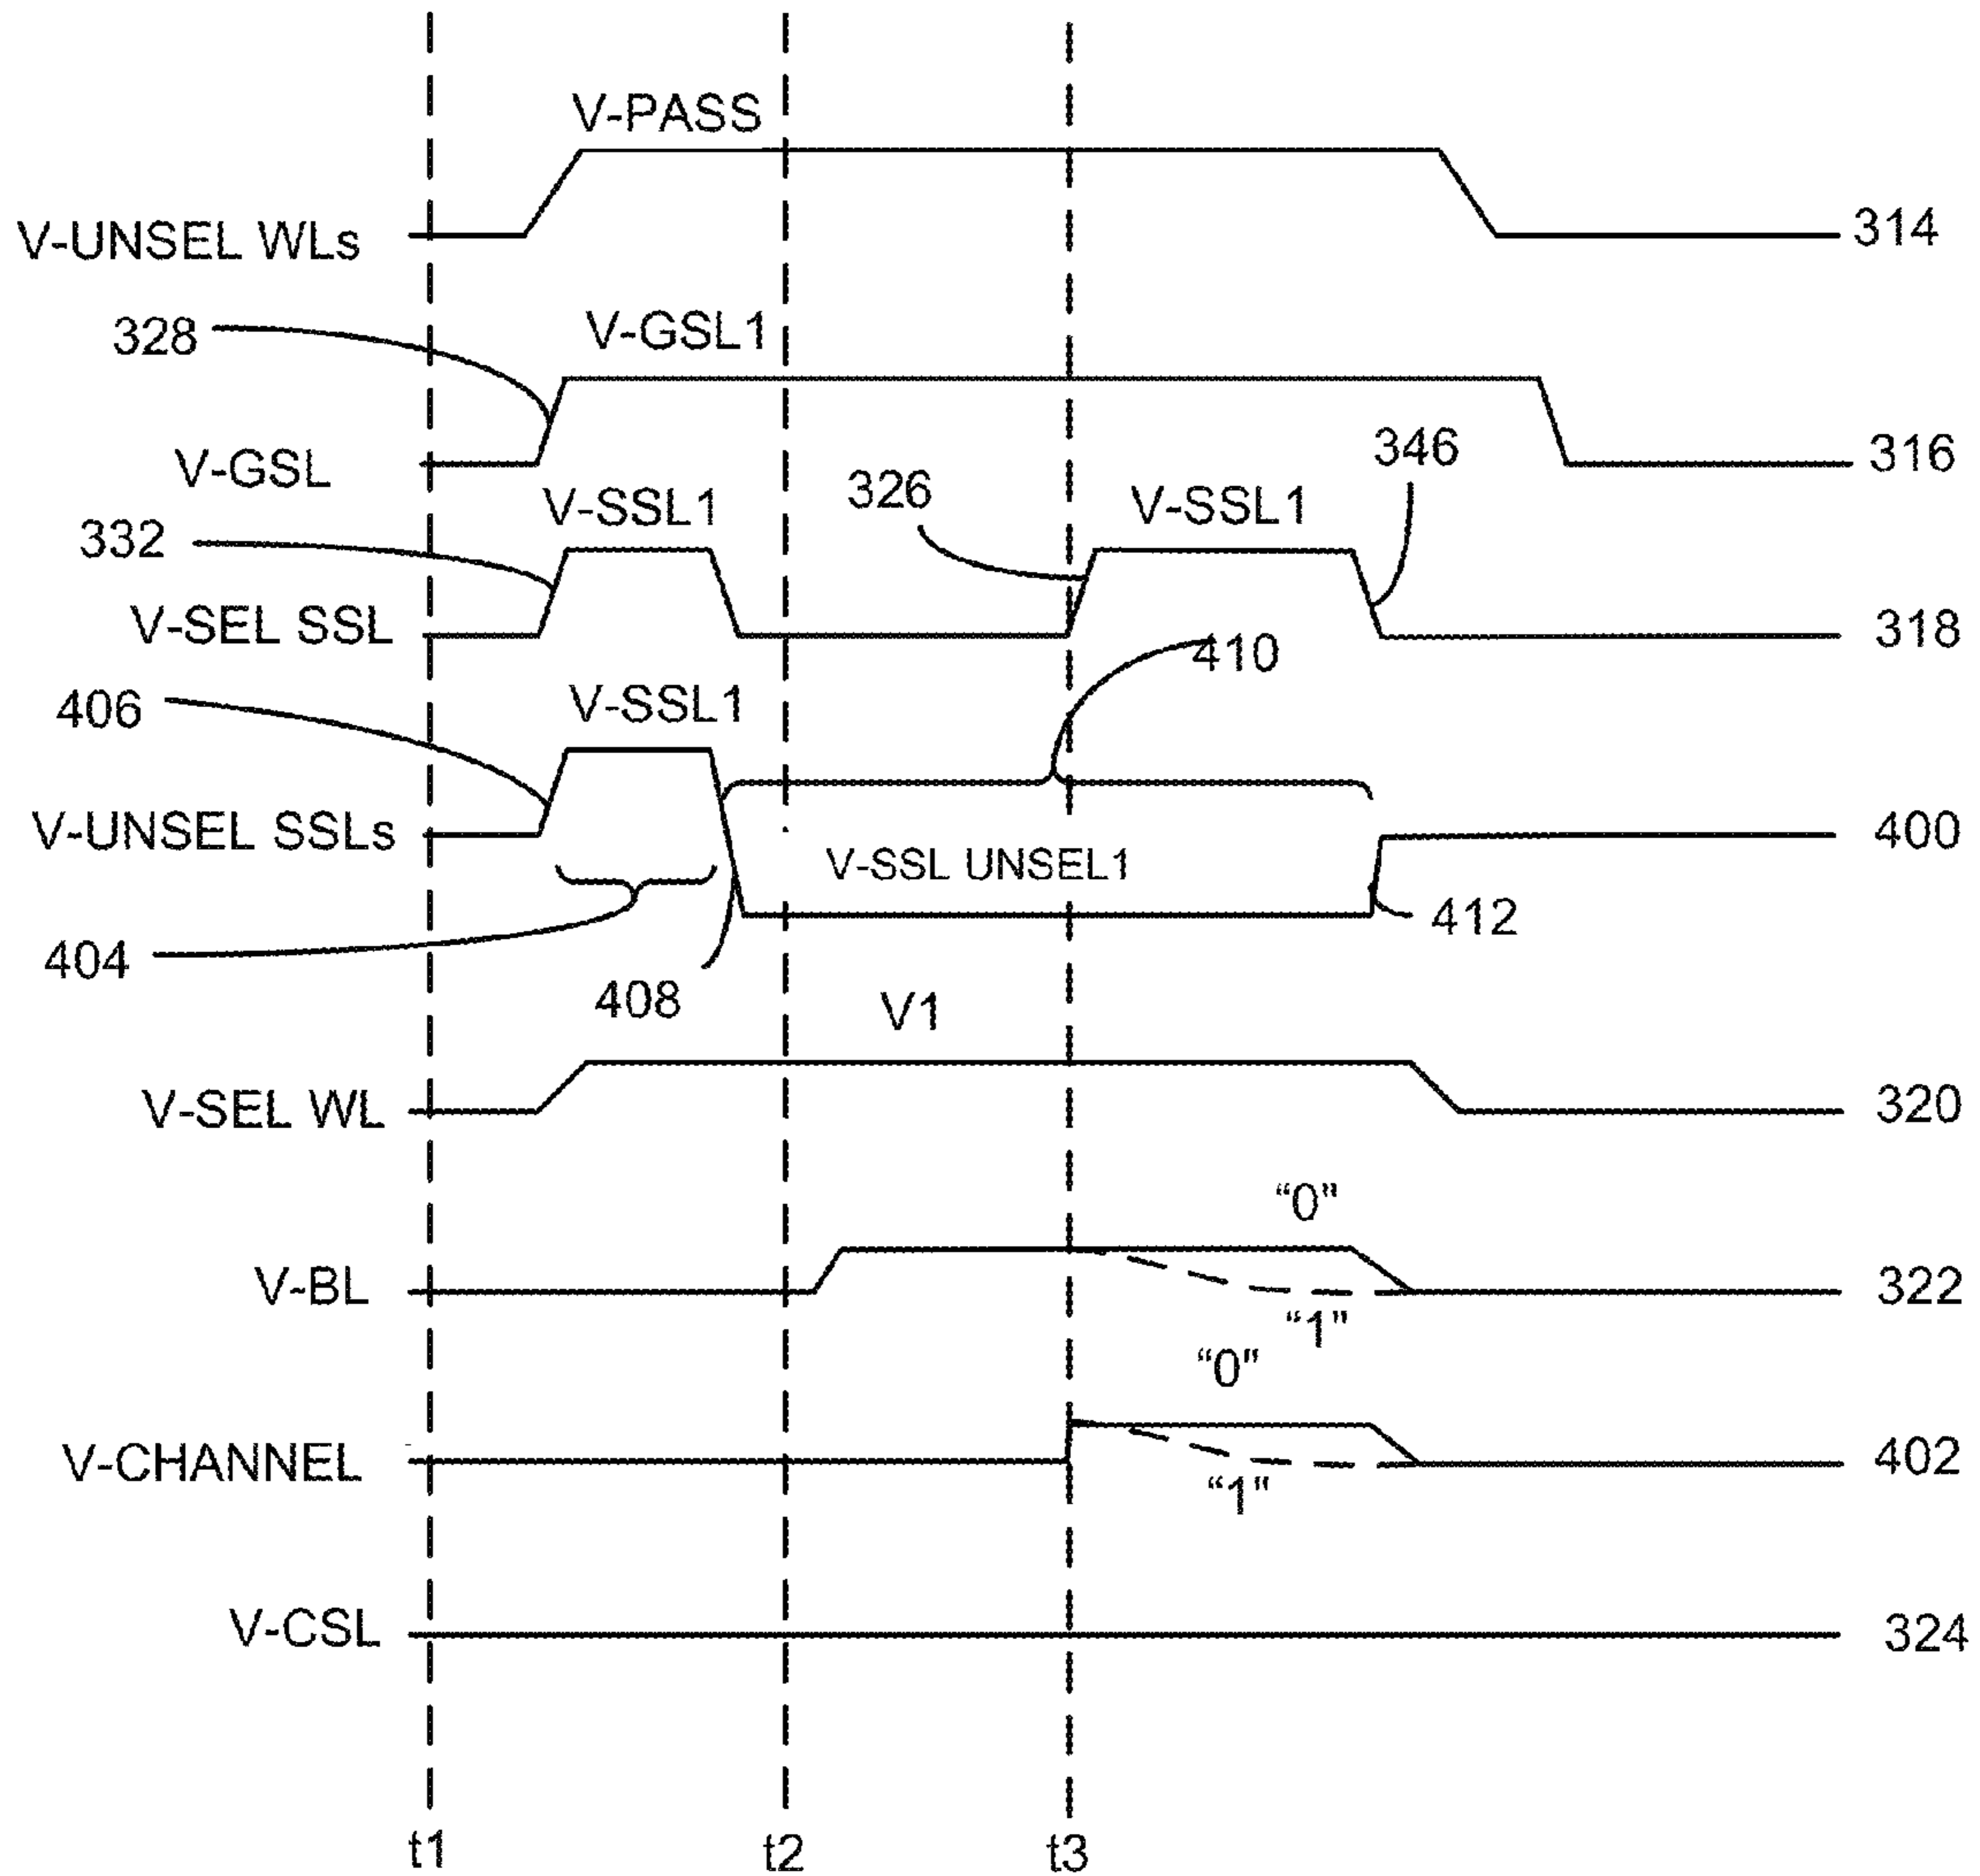 V-PASS
V-UNSEL WLs
314
328
V-GSL1
V-GSL
316
346
326
V-SSL1
V-SSL1
332
V-SEL SSL
318
410
V-SSL1
406
V-UNSEL SSLs
400
V-SSL UNSEL1
412
404
408
V1
V-SEL WL
320
“0”
V-BL
322
“1”
“0”
V-CHANNEL
402
“1”
V-CSL
324
t1
t2
t3